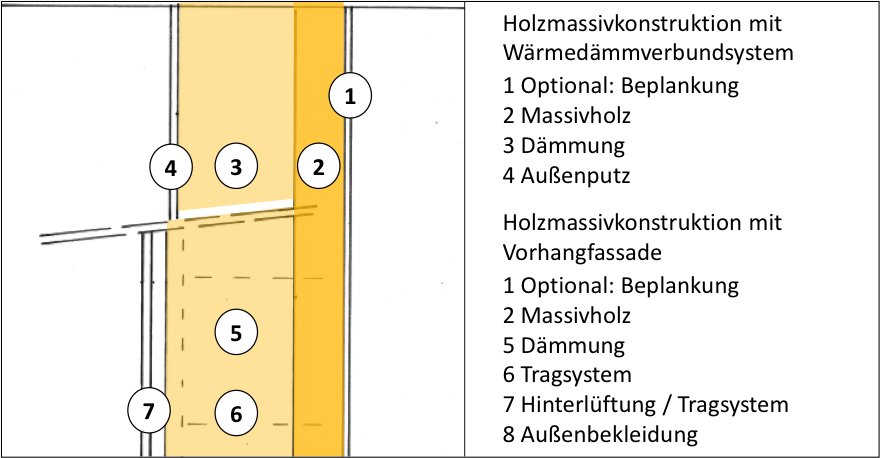 1
4
3
2
5
7
6
Holzmassivkonstruktion mit
Wärmedämmverbundsystem
1 Optional: Beplankung
2 Massivholz
3 Dämmung
4 Außenputz
Holzmassivkonstruktion mit
Vorhangfassade
1 Optional: Beplankung
2 Massivholz
5 Dämmung
6 Tragsystem
7 Hinterlüftung / Tragsystem
8 Außenbekleidung